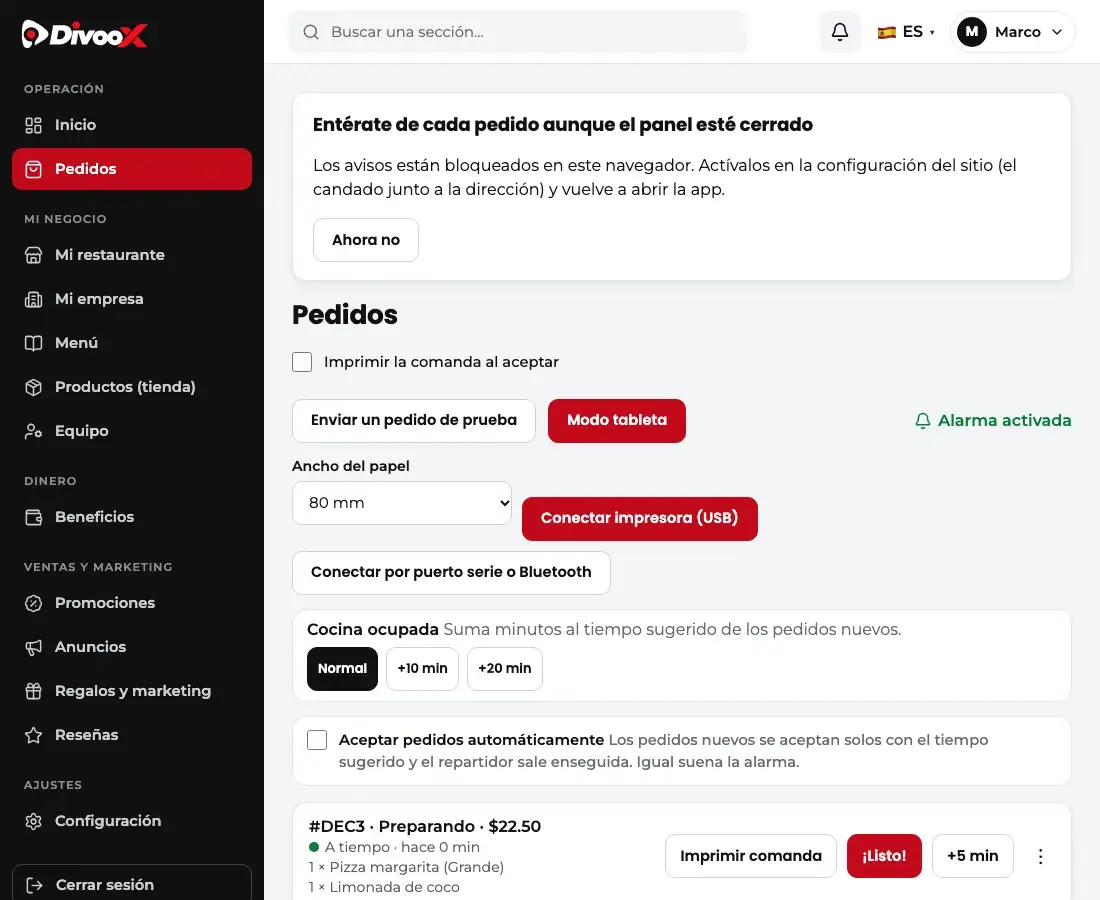 DivooX
Buscar una sección...
ES
M
Marco
OPERACIÓN
Inicio
Pedidos
MI NEGOCIO
Mi restaurante
Mi empresa
Menú
Productos (tienda)
Equipo
DINERO
Beneficios
VENTAS Y MARKETING
Promociones
Anuncios
Regalos y marketing
Reseñas
AJUSTES
Configuración
Cerrar sesión
Entérate de cada pedido aunque el panel esté cerrado
Los avisos están bloqueados en este navegador. Actívalos en la configuración del sitio (el
candado junto a la dirección) y vuelve a abrir la app.
Ahora no
Pedidos
Imprimir la comanda al aceptar
Enviar un pedido de prueba
Modo tableta
Alarma activada
Ancho del papel
80 mm
Conectar impresora (USB)
Conectar por puerto serie o Bluetooth
Cocina ocupada Suma minutos al tiempo sugerido de los pedidos nuevos.
Normal
+10 min
+20 min
Aceptar pedidos automáticamente Los pedidos nuevos se aceptan solos con el tiempo
sugerido y el repartidor sale enseguida. Igual suena la alarma.
#DEC3 · Preparando · $22.50
A tiempo · hace 0 min
1 × Pizza margarita (Grande)
1 × Limonada de coco
Imprimir comanda
¡Listo!
+5 min